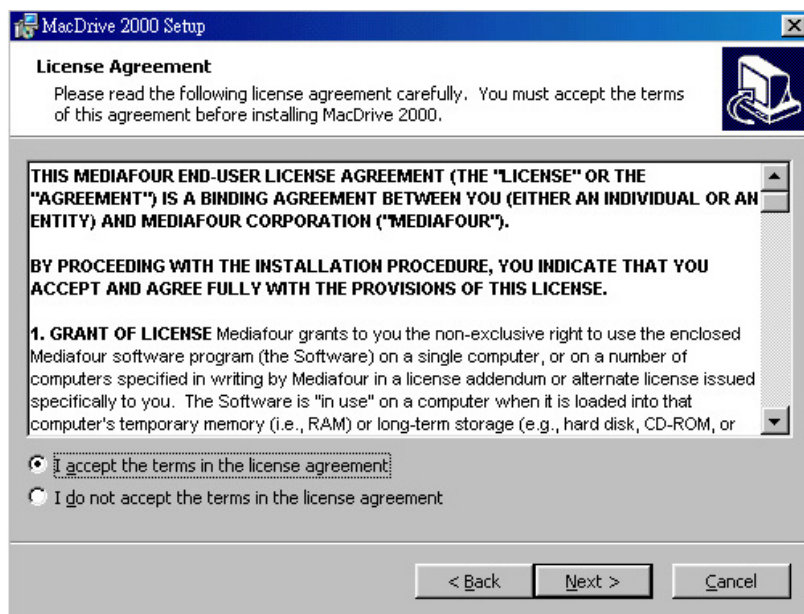 MacDrive 2000 Setup
License Agreement
Please read the following license agreement carefully. You must accept the terms
of this agreement before installing MacDrive 2000.
THIS MEDIAFOUR END-USER LICENSE AGREEMENT (THE "LICENSE" OR THE
"AGREEMENT") IS A BINDING AGREEMENT BETWEEN YOU (EITHER AN INDIVIDUAL OR AN
ENTITY) AND MEDIAFOUR CORPORATION ("MEDIAFOUR").
BY PROCEEDING WITH THE INSTALLATION PROCEDURE, YOU INDICATE THAT YOU
ACCEPT AND AGREE FULLY WITH THE PROVISIONS OF THIS LICENSE.
1. GRANT OF LICENSE Mediafour grants to you the non-exclusive right to use the enclosed
Mediafour software program (the Software) on a single computer, or on a number of
computers specified in writing by Mediafour in a license addendum or alternate license issued
specifically to you. The Software is "in use" on a computer when it is loaded into that
computer's temporary memory (i.e., RAM) or long-term storage (e.g., hard disk, CD-ROM, or
I accept the terms in the license agreement
I do not accept the terms in the license agreement
< Back Next > Cancel